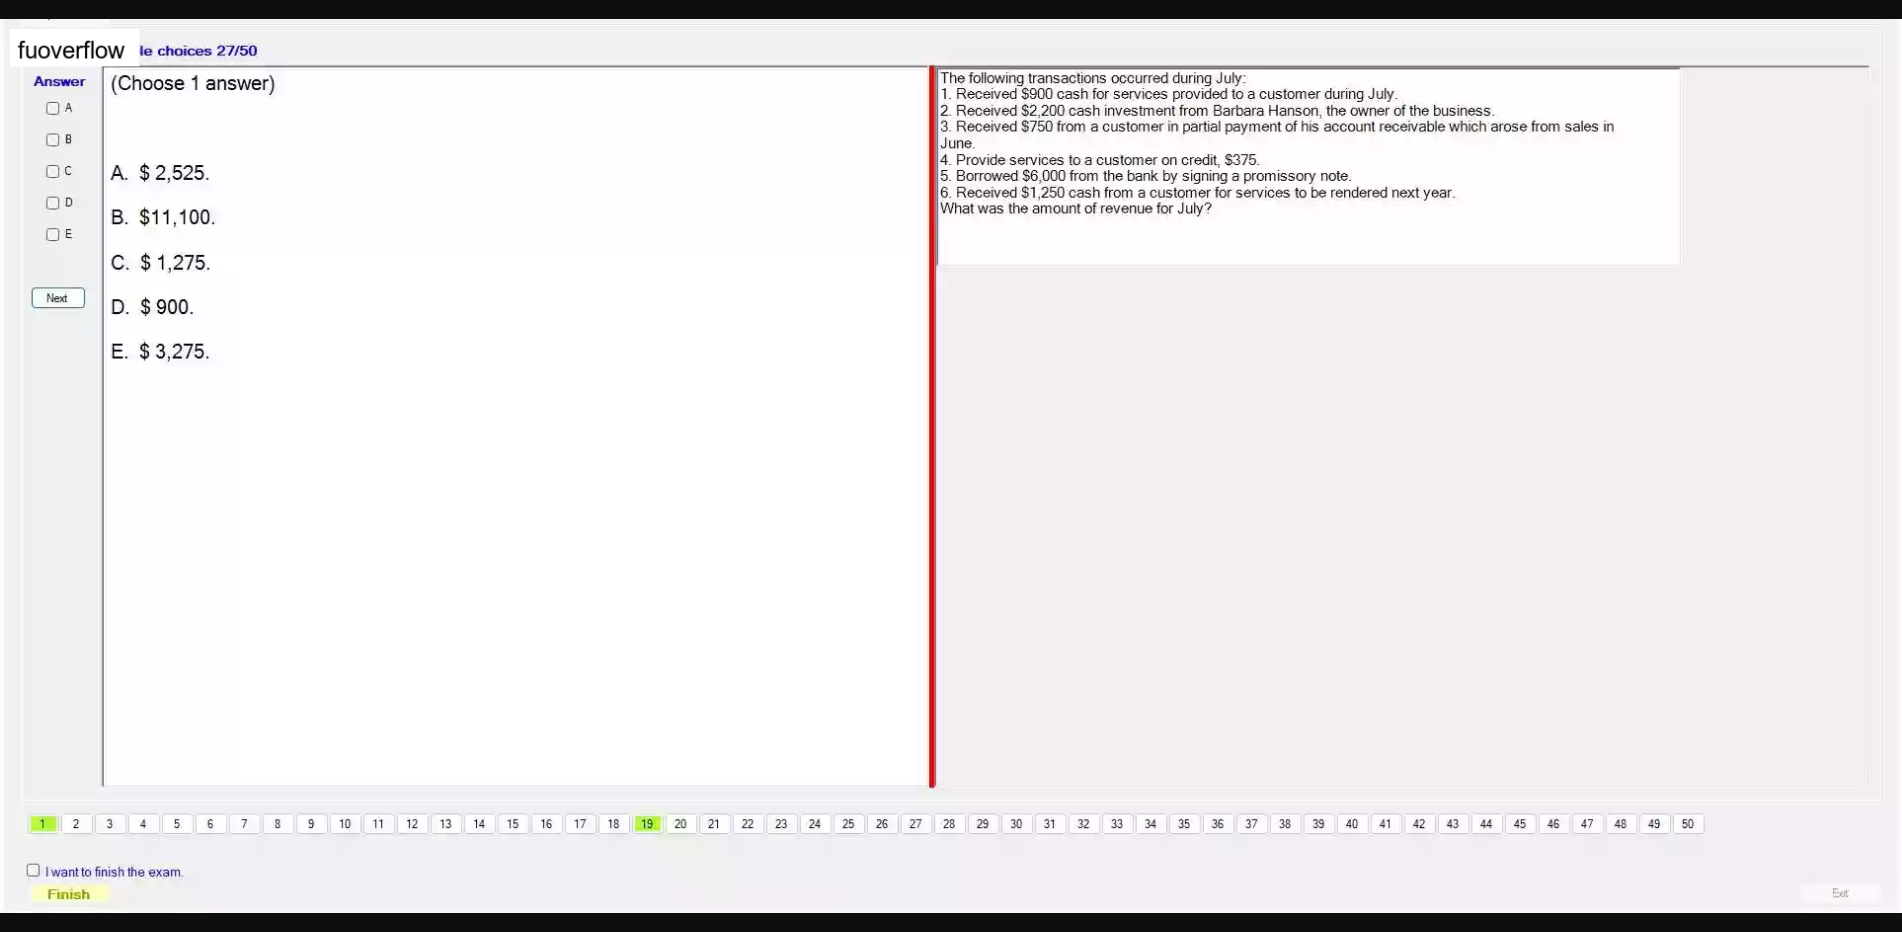 fuoverflow
le choices 27/50
Answer
A
B
C
D
E
Next
(Choose 1 answer)
A. $ 2,525.
B. $11,100.
C. $ 1,275.
D. $ 900.
E. $ 3,275.
The following transactions occurred during July:
1. Received $900 cash for services provided to a customer during July.
2. Received $2,200 cash investment from Barbara Hanson, the owner of the business.
3. Received $750 from a customer in partial payment of his account receivable which arose from sales in
June.
4. Provide services to a customer on credit, $375.
5. Borrowed $6,000 from the bank by signing a promissory note.
6. Received $1,250 cash from a customer for services to be rendered next year.
What was the amount of revenue for July?
1 2 3 4 5 6 7 8 9 10 11 12 13 14 15 16 17 18 19 20 21 22 23 24 25 26 27 28 29 30 31 32 33 34 35 36 37 38 39 40 41 42 43 44 45 46 47 48 49 50
I want to finish the exam.
Finish
Exit